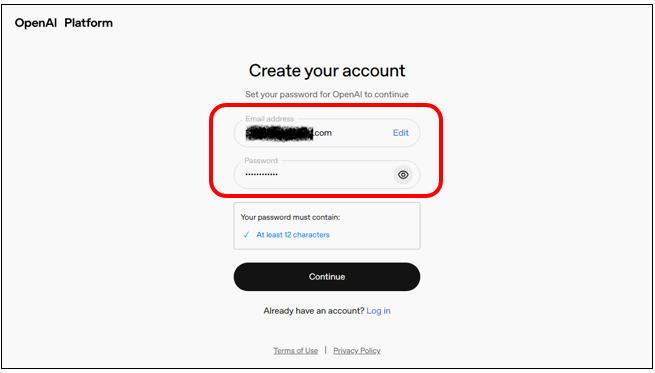 OpenAI Platform
Create your account
Set your password for OpenAI to continue
Email address
.com Edit
Password
••••••••••••
Your password must contain:
✓ At least 12 characters
Continue
Already have an account? Log in
Terms of Use | Privacy Policy